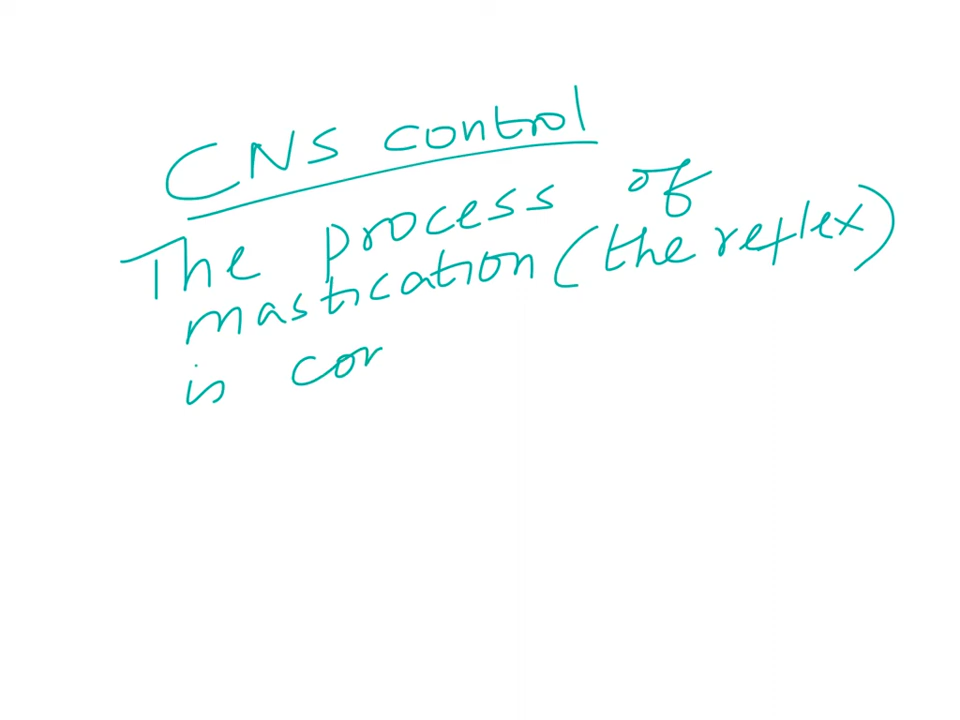 CNS control
The process of
mastication (the reflex)
is con